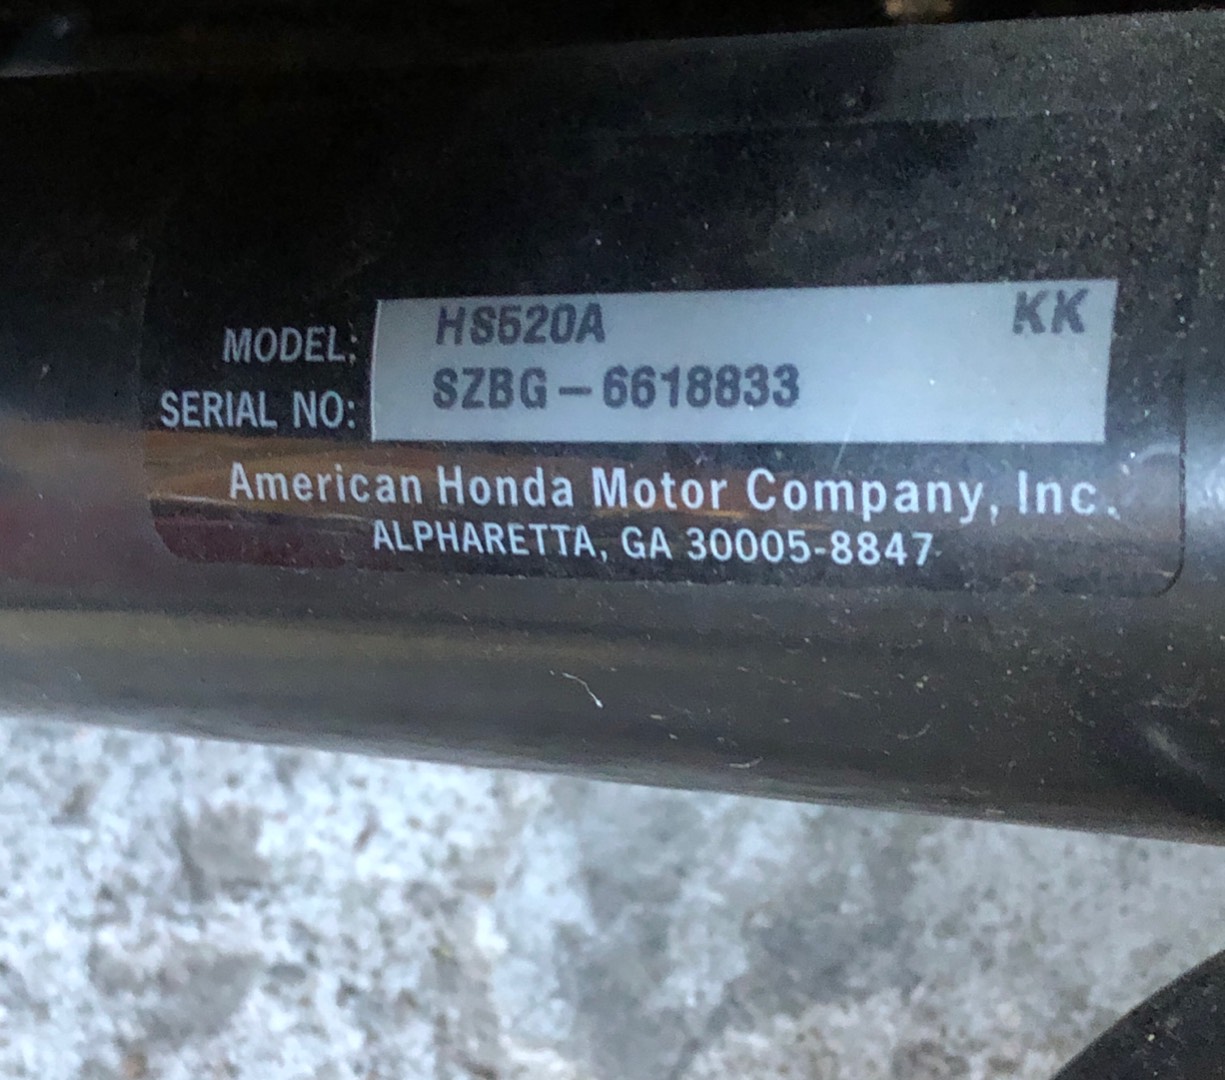 MODEL: HS520A KK
SERIAL NO: SZBG-6618833
American Honda Motor Company, Inc.
ALPHARETTA, GA 30005-8847